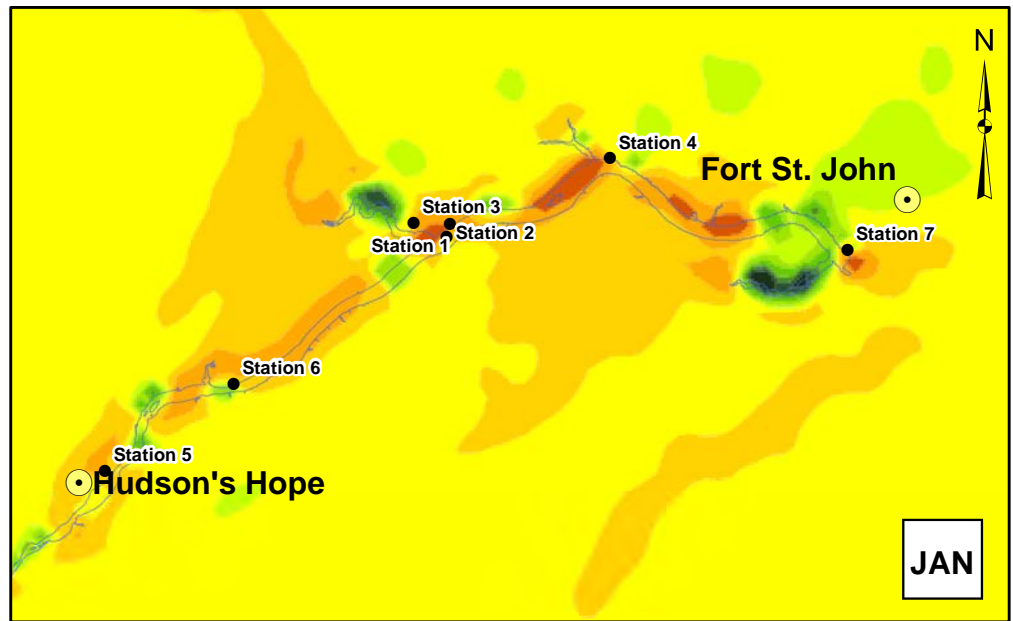 N
Station 4
Fort St. John
Station 3
Station 1
Station 2
Station 7
Station 6
Station 5
Hudson's Hope
JAN